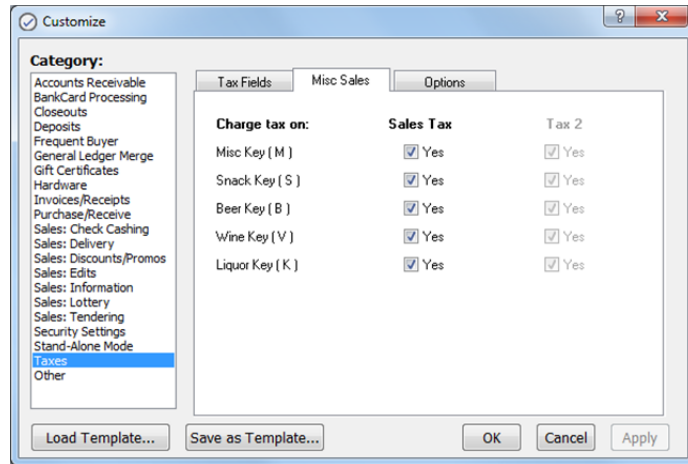 Customize
Category:
Accounts Receivable
BankCard Processing
Closeouts
Deposits
Frequent Buyer
General Ledger Merge
Gift Certificates
Hardware
Invoices/Receipts
Purchase/Receive
Sales: Check Cashing
Sales: Delivery
Sales: Discounts/Promos
Sales: Edits
Sales: Information
Sales: Lottery
Sales: Tendering
Security Settings
Stand-Alone Mode
Taxes
Other
Tax Fields Misc Sales Options
Charge tax on: Sales Tax Tax 2
Misc Key ( M ) Yes Yes
Snack Key ( S ) Yes Yes
Beer Key ( B ) Yes Yes
Wine Key ( V ) Yes Yes
Liquor Key ( K ) Yes Yes
Load Template... Save as Template... OK Cancel Apply